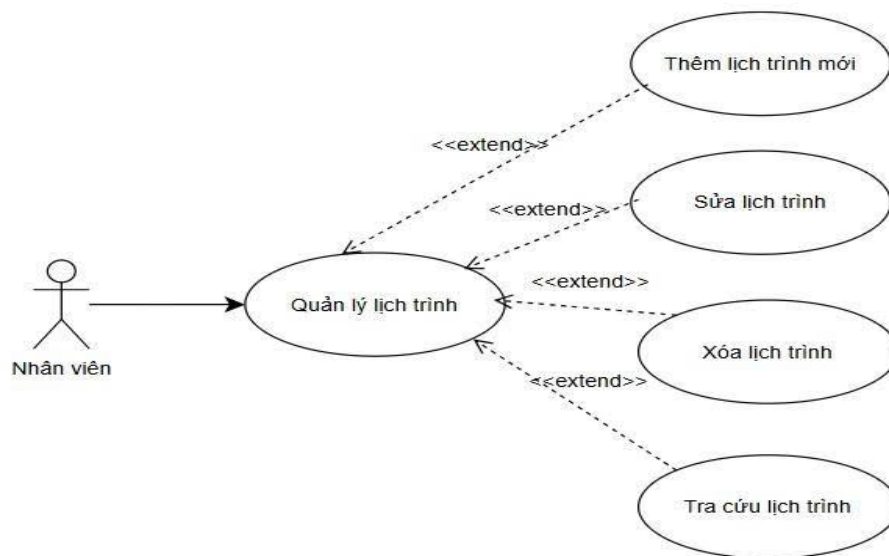 Thêm lịch trình mới
<<extend>>
Sửa lịch trình
<<extend>>
<<extend>>
Quản lý lịch trình
Xóa lịch trình
Nhân viên
<<extend>>
Tra cứu lịch trình